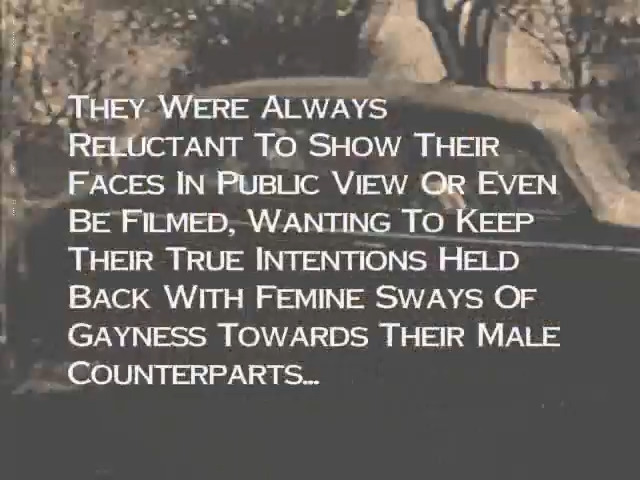 They Were Always
Reluctant To Show Their
Faces In Public View Or Even
Be Filmed, Wanting To Keep
Their True Intentions Held
Back With Femine Sways Of
Gayness Towards Their Male
Counterparts...